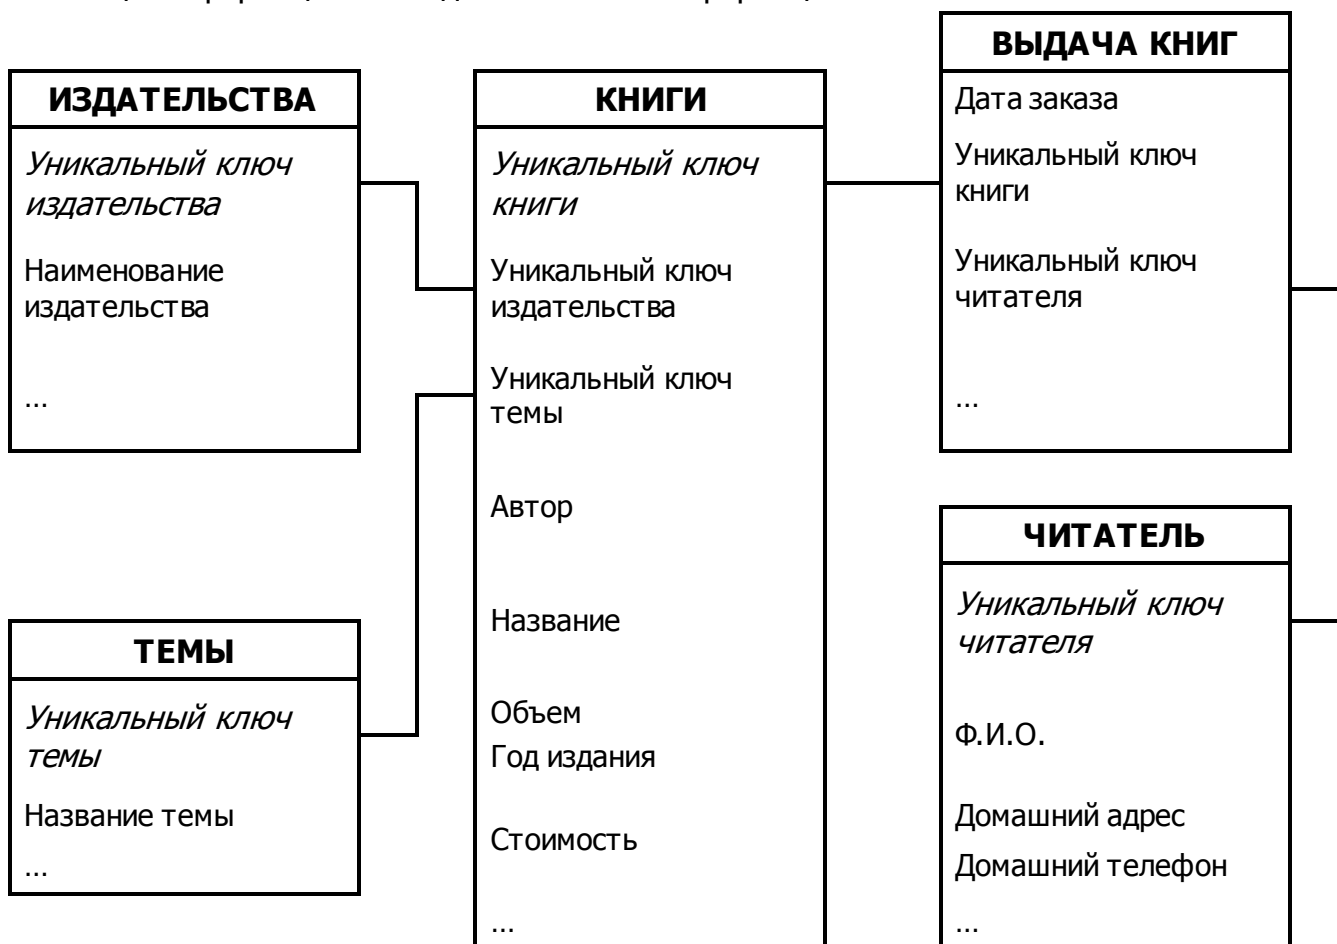 ИЗДАТЕЛЬСТВА
Уникальный ключ
издательства
Наименование
издательства
...
ТЕМЫ
Уникальный ключ
темы
Название темы
...
КНИГИ
Уникальный ключ
книги
Уникальный ключ
издательства
Уникальный ключ
темы
Автор
Название
Объем
Год издания
Стоимость
...
ВЫДАЧА КНИГ
Дата заказа
Уникальный ключ
книги
Уникальный ключ
читателя
...
ЧИТАТЕЛЬ
Уникальный ключ
читателя
Ф.И.О.
Домашний адрес
Домашний телефон
...